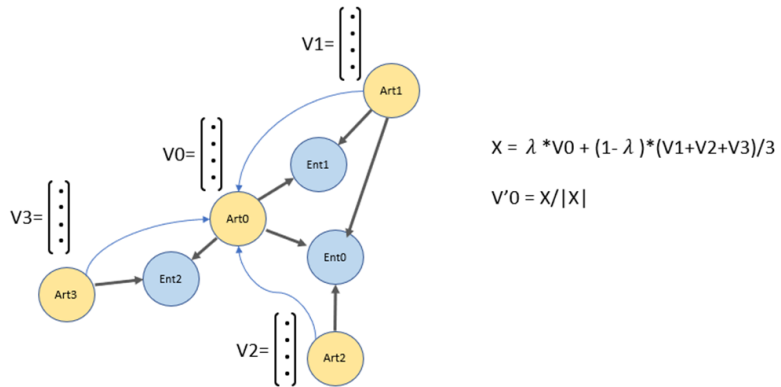 V1=
Art1
V0=
Ent1
X = λ *V0 + (1- λ )*(V1+V2+V3)/3
V'0 = X/|X|
V3=
Art0
Ent0
Ent2
Art3
V2=
Art2